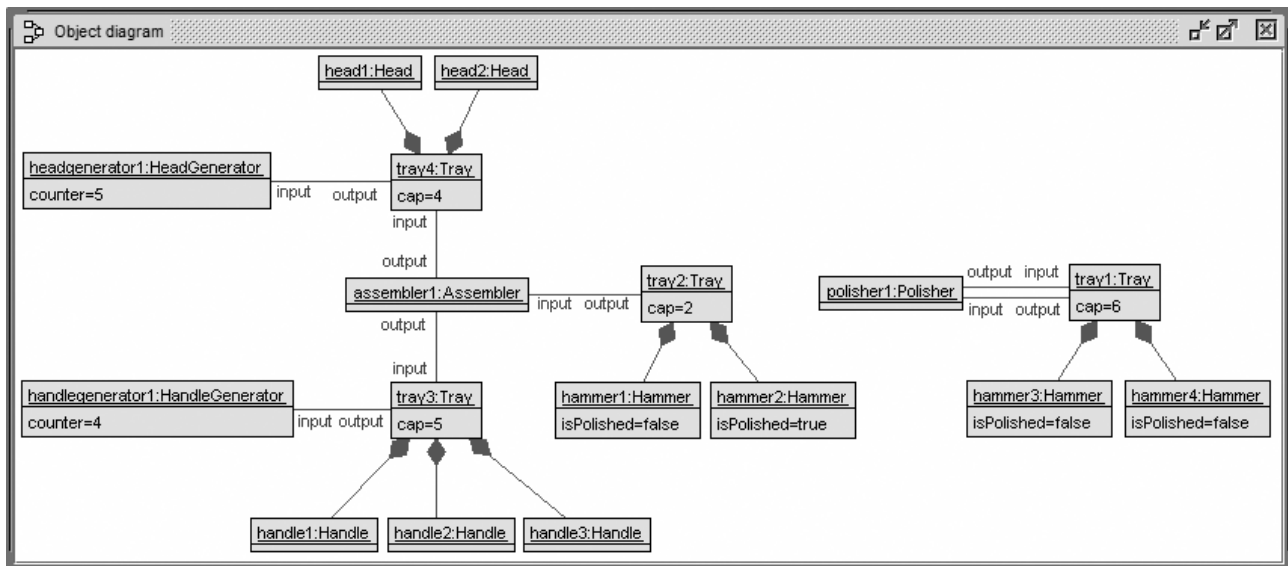 Object diagram
head1:Head
head2:Head
headgenerator1:HeadGenerator
counter=5
input
output
tray4:Tray
cap=4
input
output
assembler1:Assembler
input
output
tray2:Tray
cap=2
polisher1:Polisher
output
input
input
output
tray1:Tray
cap=6
output
input
hammer1:Hammer
isPolished=false
hammer2:Hammer
isPolished=true
hammer3:Hammer
isPolished=false
hammer4:Hammer
isPolished=false
handlegenerator1:HandleGenerator
counter=4
input
output
tray3:Tray
cap=5
handle1:Handle
handle2:Handle
handle3:Handle